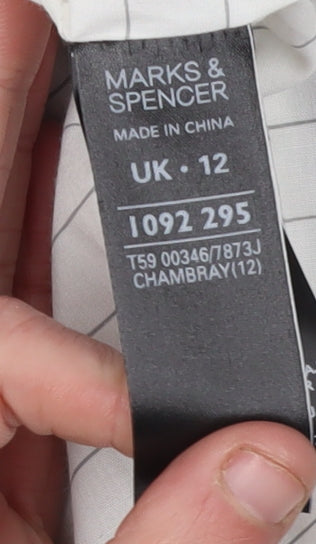 MARKS &
SPENCER
MADE IN CHINA
UK • 12
1092 295
T59 00346/7873J
CHAMBRAY(12)